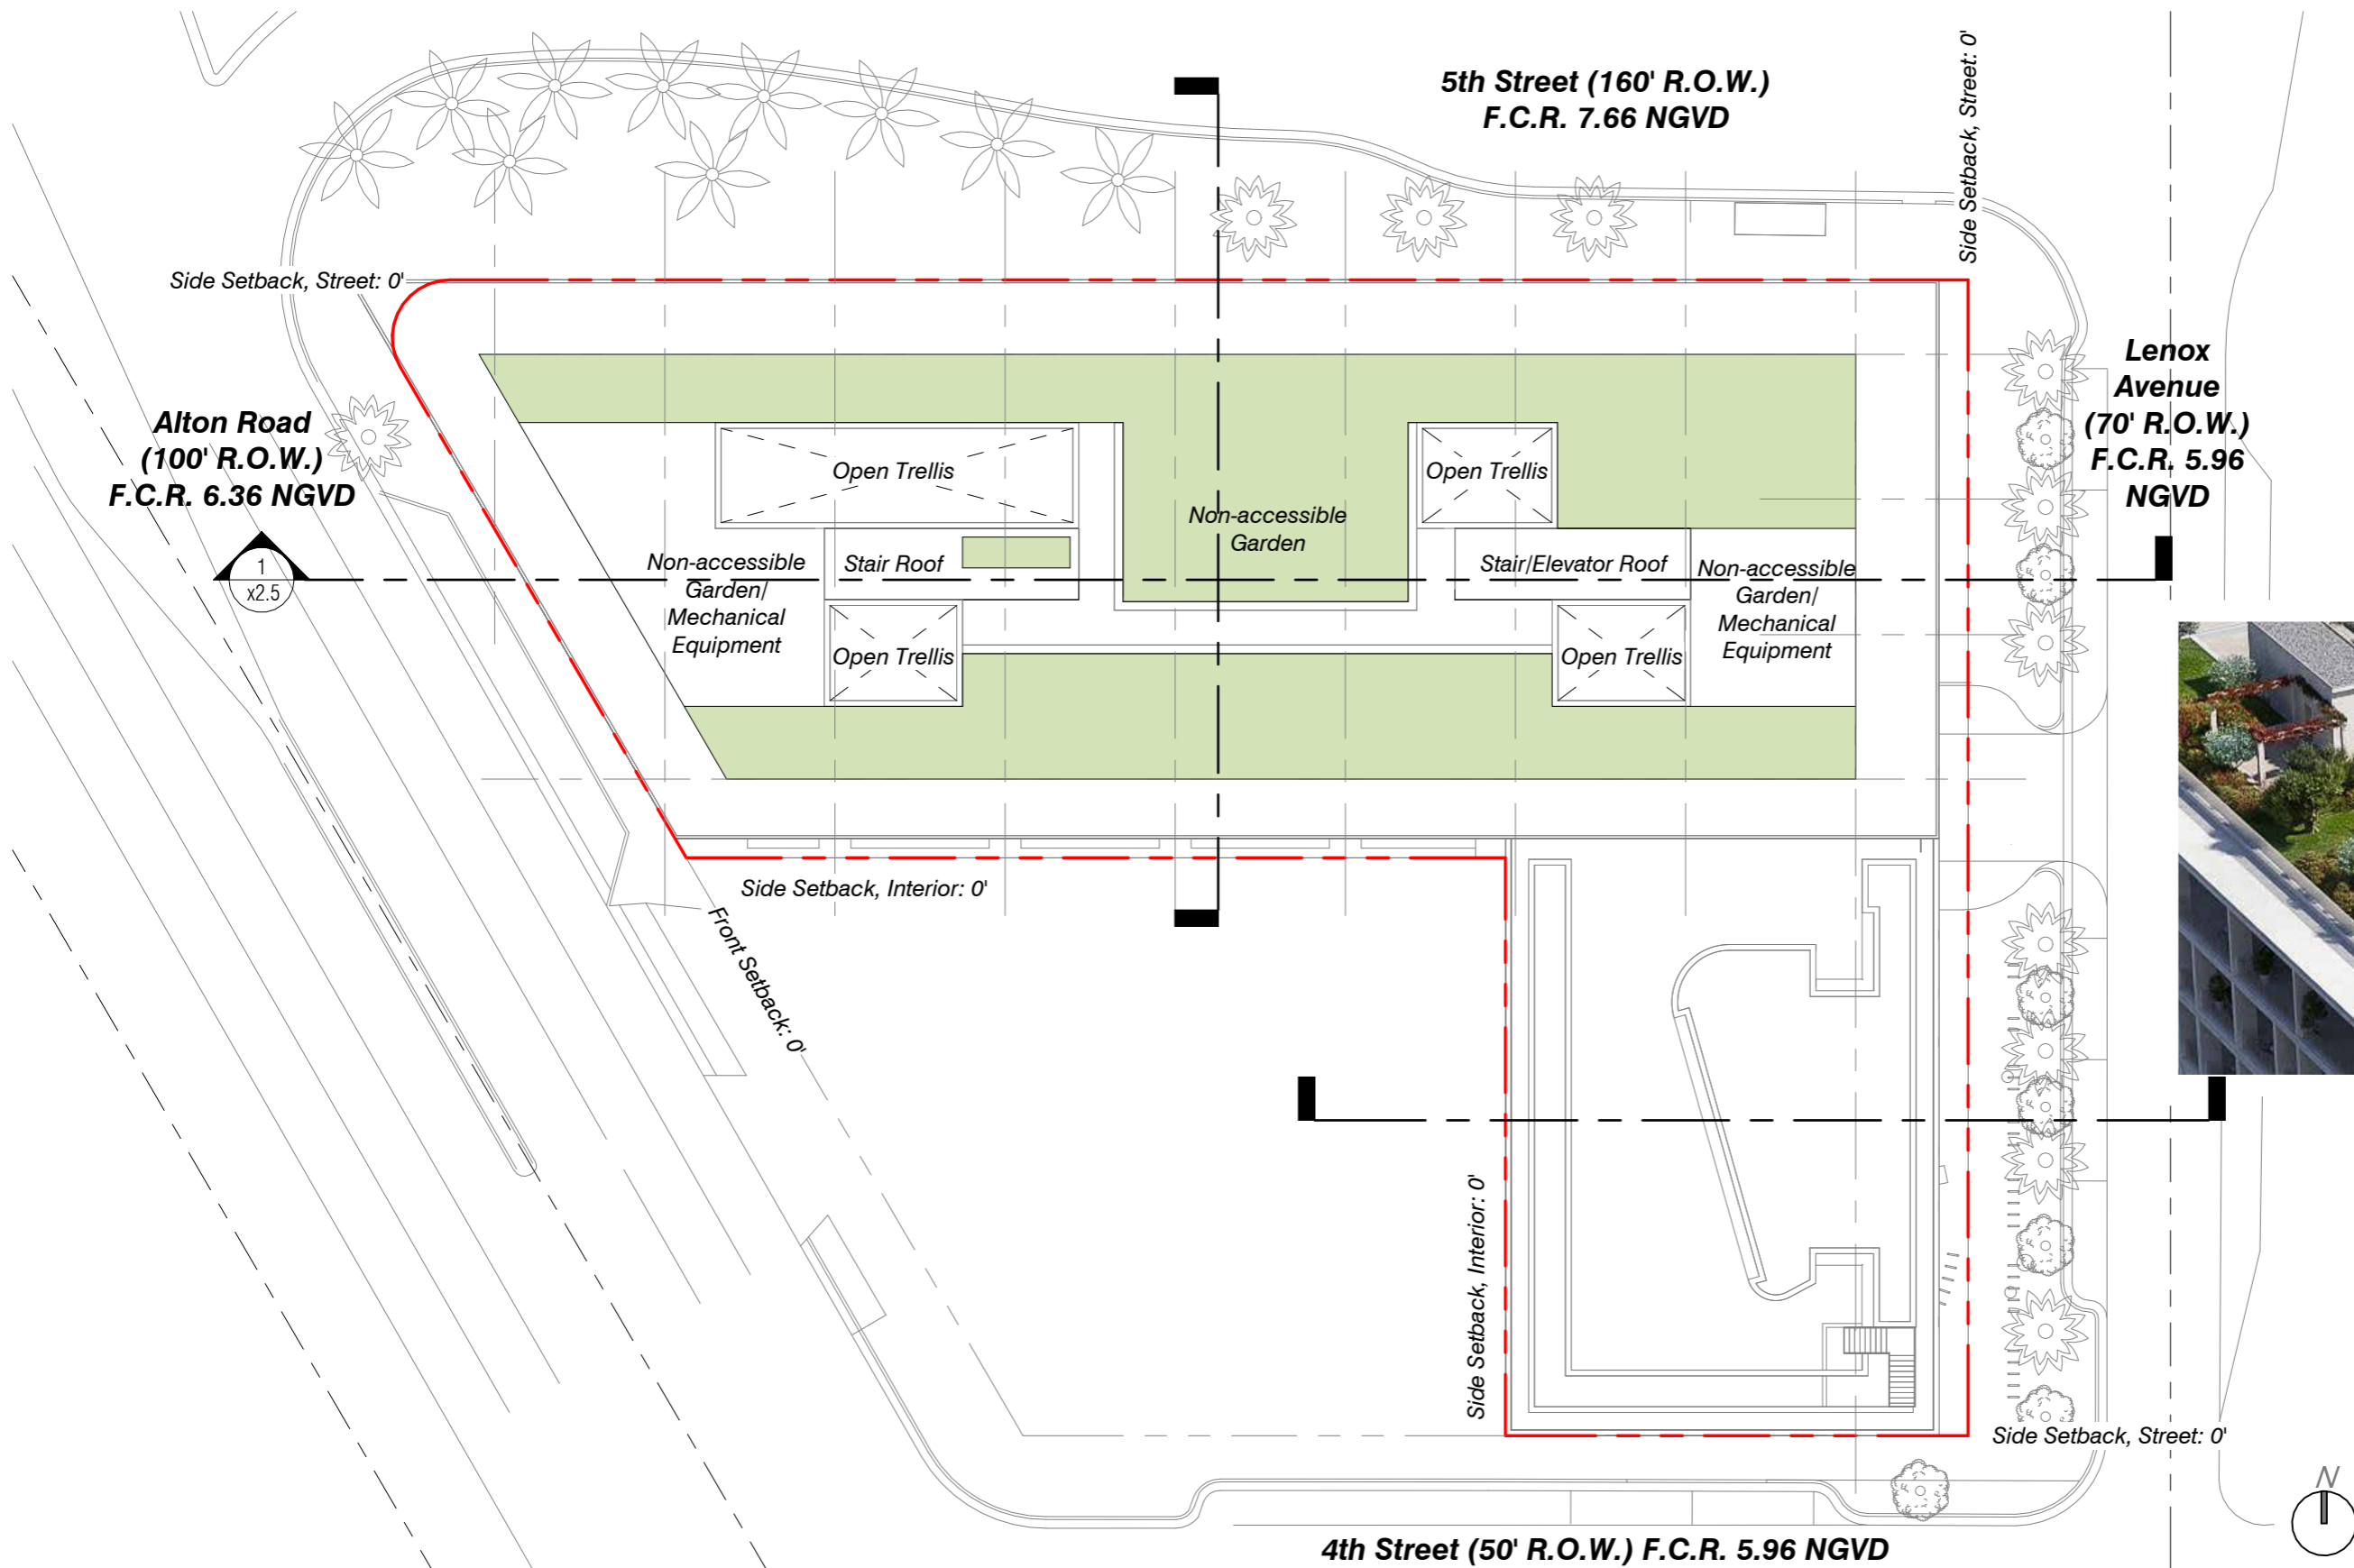 5th Street (160' R.O.W.)
F.C.R. 7.66 NGVD
Side Setback, Street: 0'
Side Setback, Street: 0'
Lenox
Avenue
(70' R.O.W.)
F.C.R. 5.96
NGVD
Alton Road
(100' R.O.W.)
F.C.R. 6.36 NGVD
1
x2.5
Open Trellis
Open Trellis
Non-accessible
Garden
Non-accessible
Garden/
Mechanical
Equipment
Stair Roof
Stair/Elevator Roof
Non-accessible
Garden/
Mechanical
Equipment
Open Trellis
Open Trellis
Side Setback, Interior: 0'
Front Setback: 0'
Side Setback, Interior: 0'
Side Setback, Street: 0'
N
4th Street (50' R.O.W.) F.C.R. 5.96 NGVD